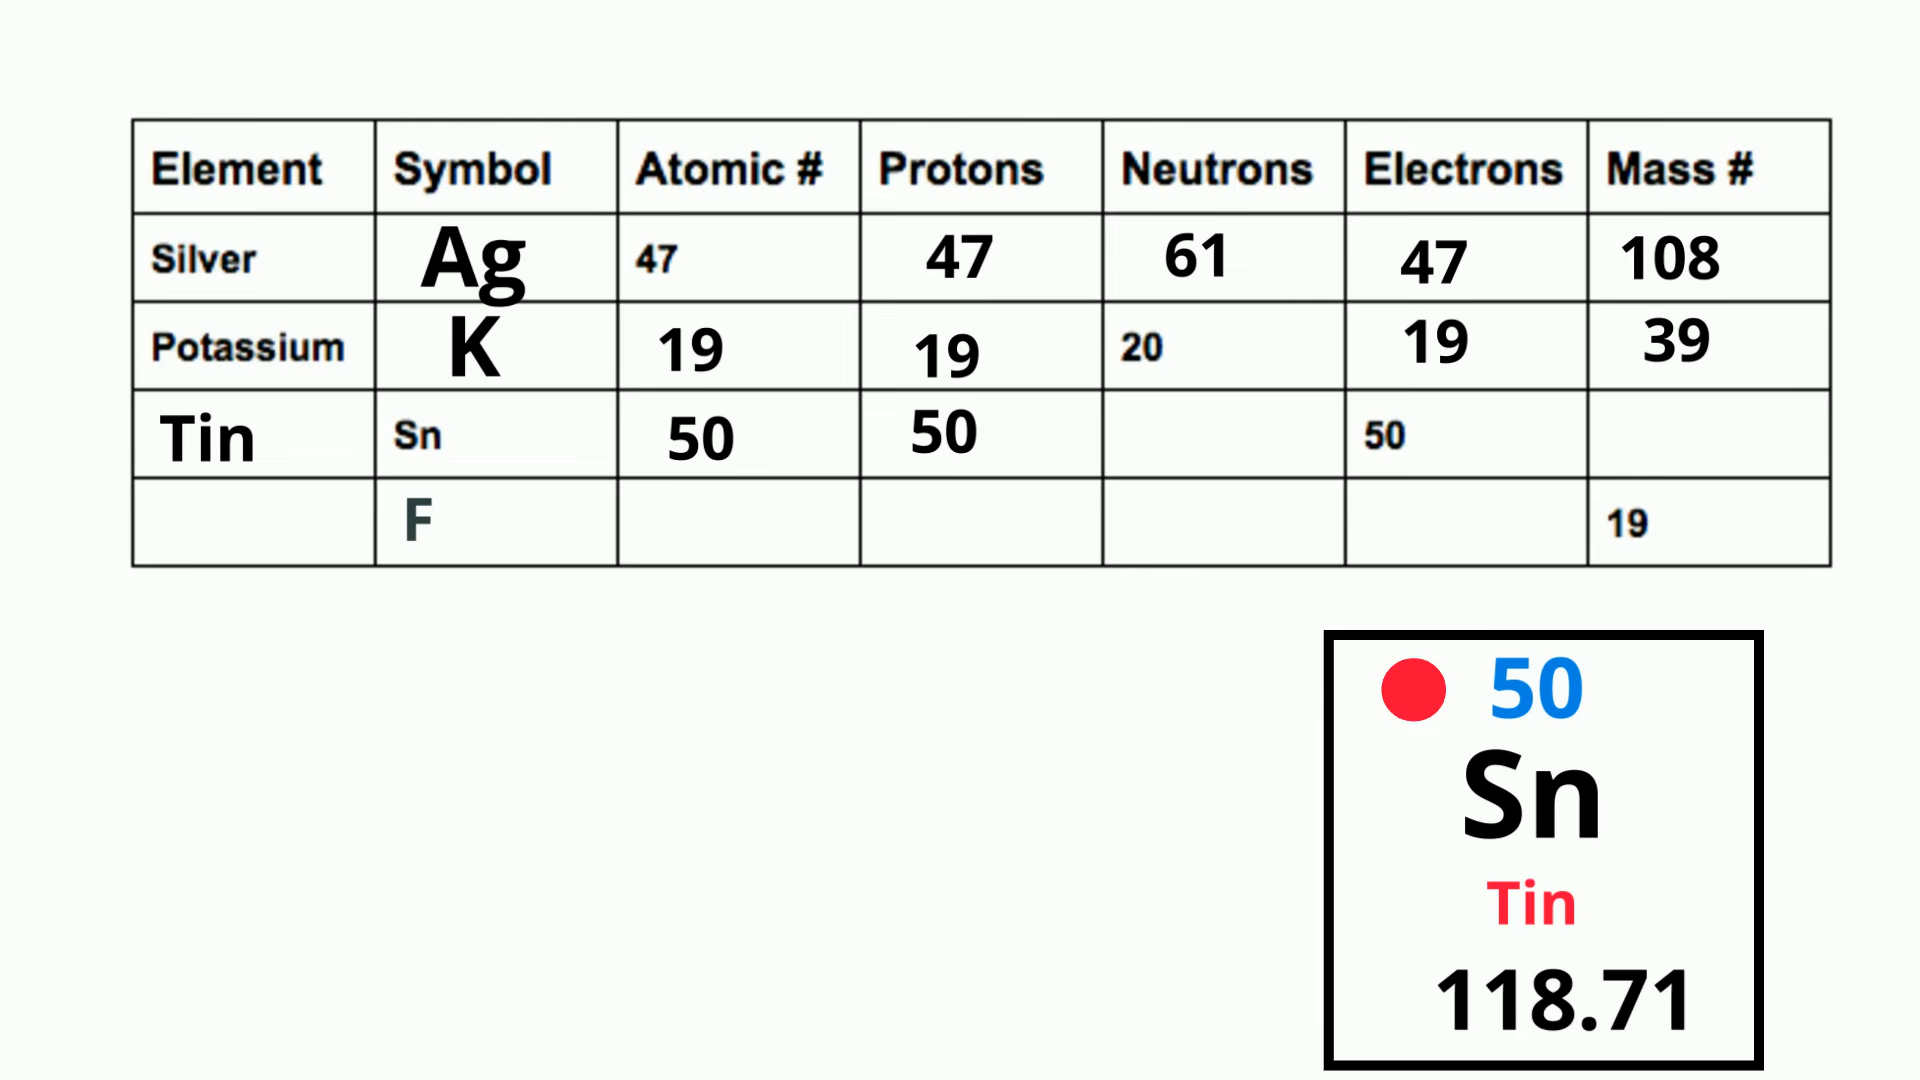 Element Symbol Atomic # Protons Neutrons Electrons Mass #
Silver Ag 47 47 61 47 108
Potassium K 19 19 20 19 39
Tin Sn 50 50 50
F 19
50
Sn
Tin
118.71